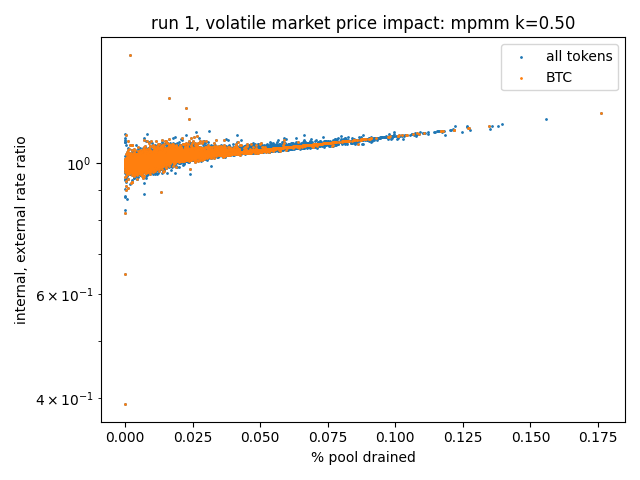 run 1, volatile market price impact: mpmm k=0.50
all tokens
BTC
10⁰
6 × 10⁻¹
4 × 10⁻¹
internal, external rate ratio
0.000 0.025 0.050 0.075 0.100 0.125 0.150 0.175
% pool drained